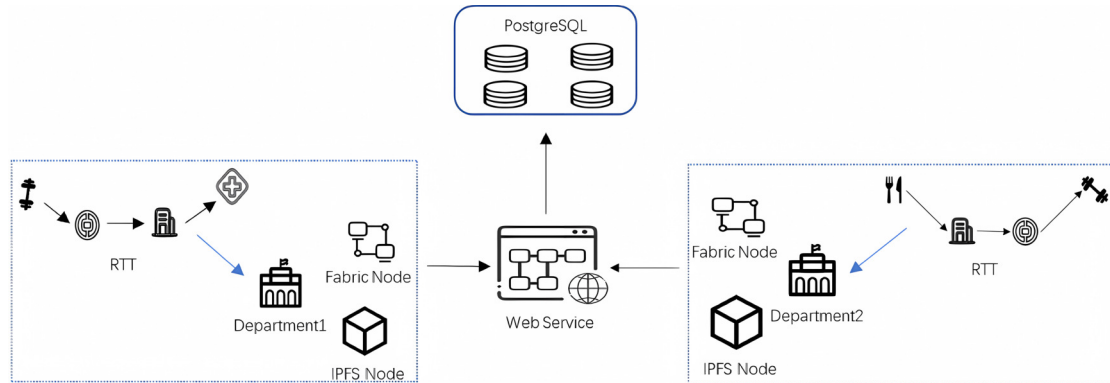 PostgreSQL
RTT
Fabric Node
Department1
IPFS Node
Web Service
Fabric Node
RTT
Department2
IPFS Node